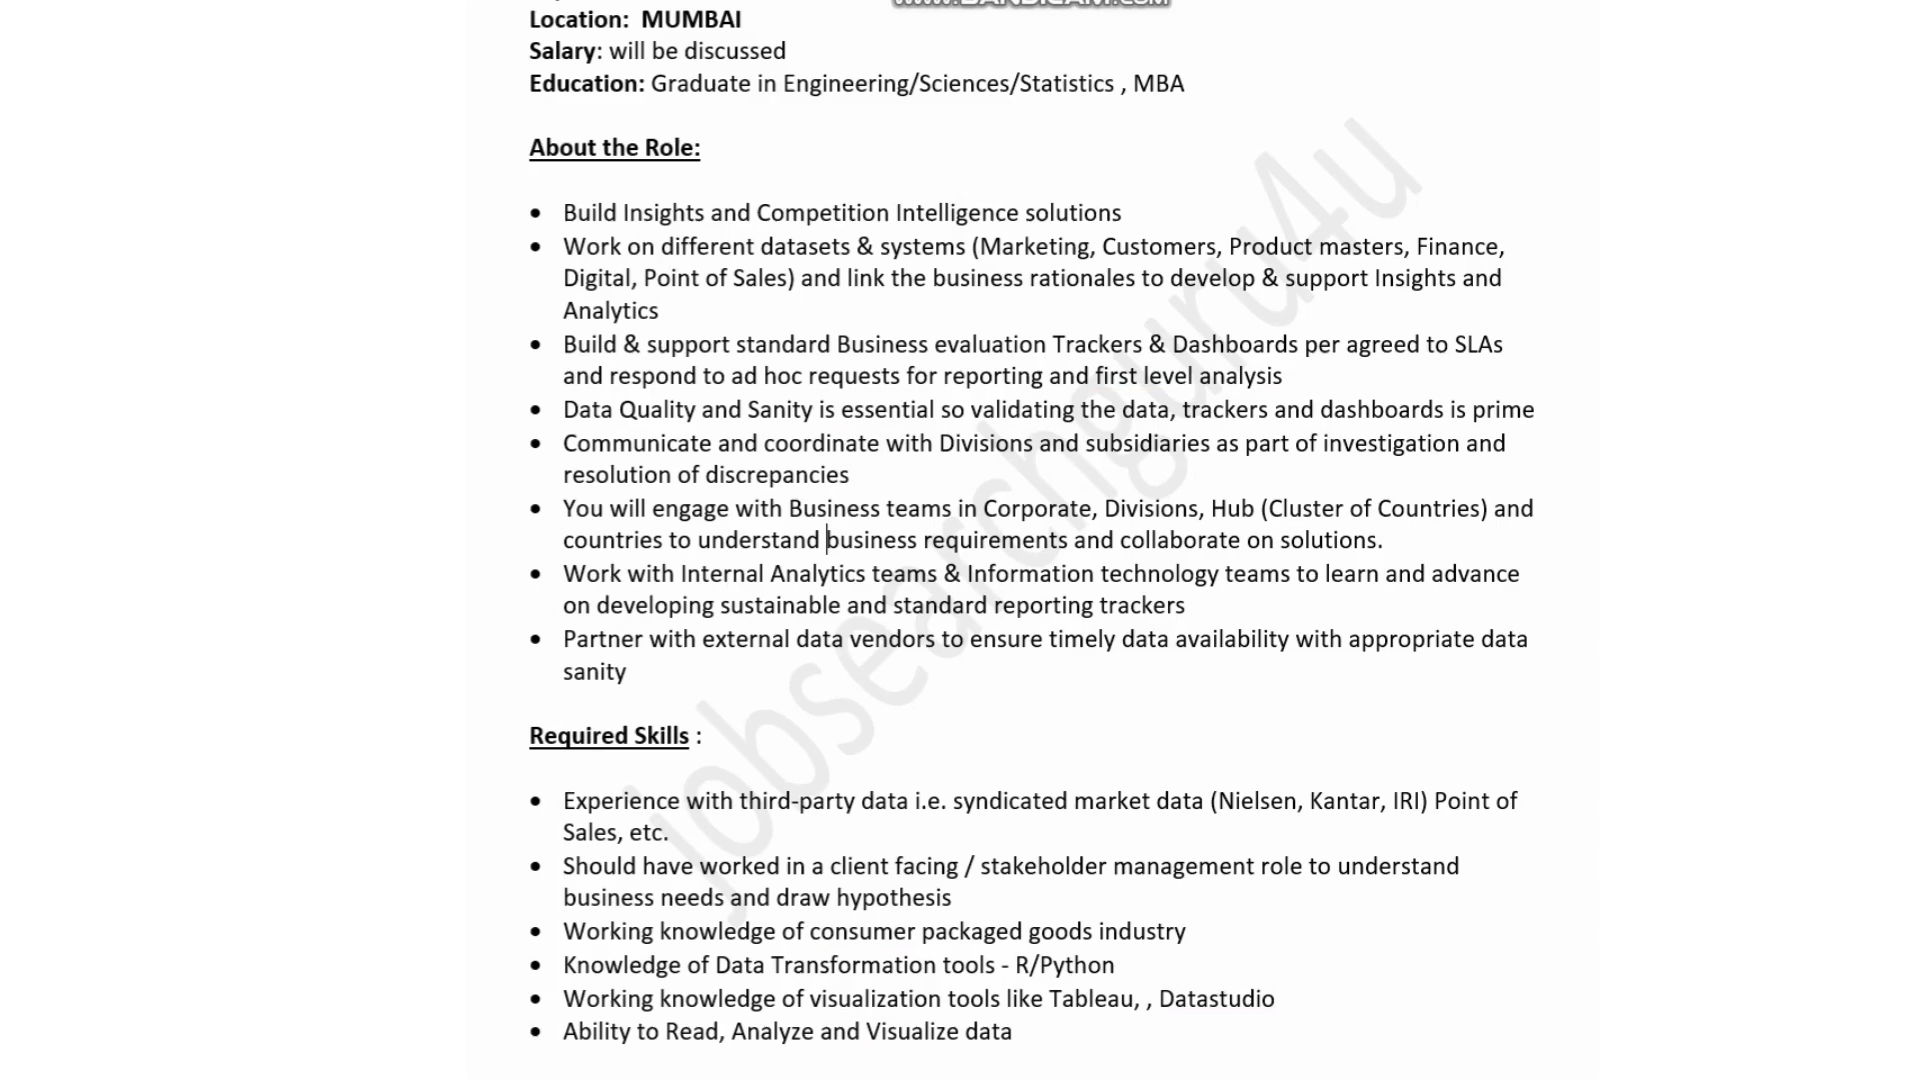 www.BANDICAM.COM
Location: MUMBAI
Salary: will be discussed
Education: Graduate in Engineering/Sciences/Statistics , MBA
About the Role:
• Build Insights and Competition Intelligence solutions
• Work on different datasets & systems (Marketing, Customers, Product masters, Finance,
Digital, Point of Sales) and link the business rationales to develop & support Insights and
Analytics
• Build & support standard Business evaluation Trackers & Dashboards per agreed to SLAs
and respond to ad hoc requests for reporting and first level analysis
• Data Quality and Sanity is essential so validating the data, trackers and dashboards is prime
• Communicate and coordinate with Divisions and subsidiaries as part of investigation and
resolution of discrepancies
• You will engage with Business teams in Corporate, Divisions, Hub (Cluster of Countries) and
countries to understand business requirements and collaborate on solutions.
• Work with Internal Analytics teams & Information technology teams to learn and advance
on developing sustainable and standard reporting trackers
• Partner with external data vendors to ensure timely data availability with appropriate data
sanity
Required Skills :
• Experience with third-party data i.e. syndicated market data (Nielsen, Kantar, IRI) Point of
Sales, etc.
• Should have worked in a client facing / stakeholder management role to understand
business needs and draw hypothesis
• Working knowledge of consumer packaged goods industry
• Knowledge of Data Transformation tools - R/Python
• Working knowledge of visualization tools like Tableau, , Datastudio
• Ability to Read, Analyze and Visualize data
jobsearchguru4u